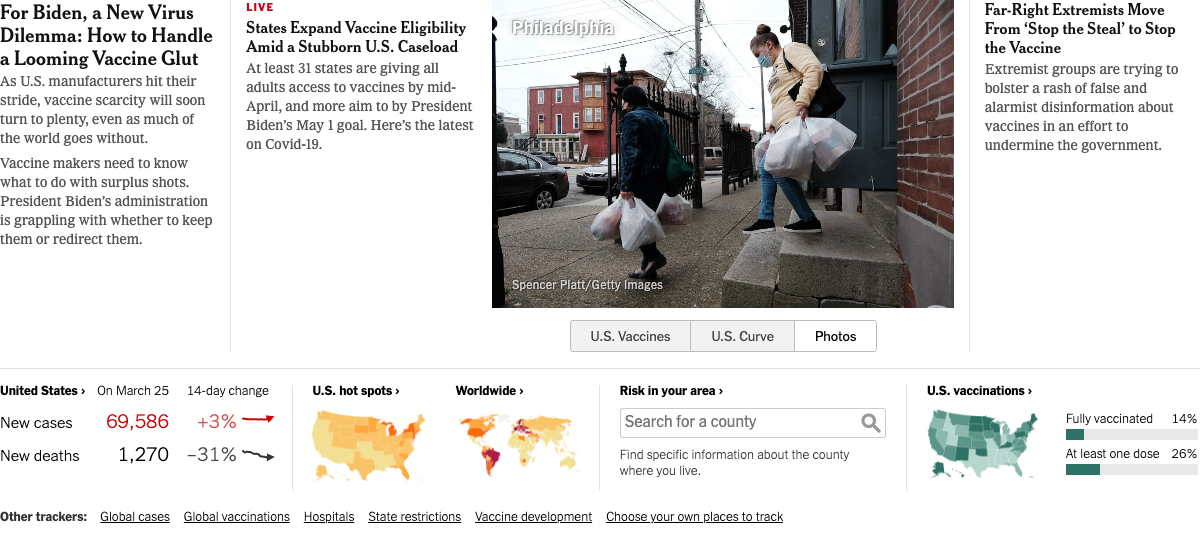 For Biden, a New Virus
Dilemma: How to Handle
a Looming Vaccine Glut
As U.S. manufacturers hit their
stride, vaccine scarcity will soon
turn to plenty, even as much of
the world goes without.
Vaccine makers need to know
what to do with surplus shots.
President Biden’s administration
is grappling with whether to keep
them or redirect them.
LIVE
States Expand Vaccine Eligibility
Amid a Stubborn U.S. Caseload
At least 31 states are giving all
adults access to vaccines by mid-
April, and more aim to by President
Biden’s May 1 goal. Here’s the latest
on Covid-19.
Philadelphia
Spencer Platt/Getty Images
U.S. Vaccines
U.S. Curve
Photos
Far-Right Extremists Move
From ‘Stop the Steal’ to Stop
the Vaccine
Extremist groups are trying to
bolster a rash of false and
alarmist disinformation about
vaccines in an effort to
undermine the government.
United States › On March 25 14-day change
New cases 69,586 +3%
New deaths 1,270 –31%
U.S. hot spots ›
Worldwide ›
Risk in your area ›
Search for a county
Find specific information about the county
where you live.
U.S. vaccinations ›
Fully vaccinated 14%
At least one dose 26%
Other trackers: Global cases Global vaccinations Hospitals State restrictions Vaccine development Choose your own places to track